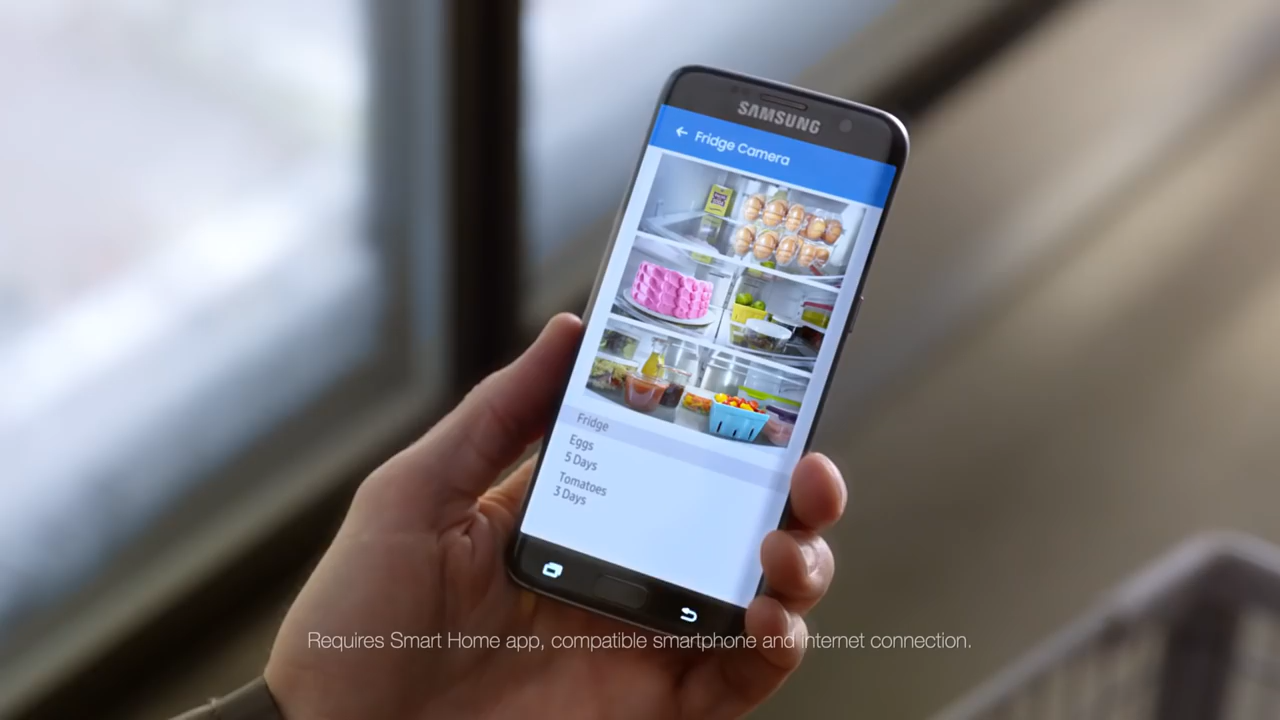 SAMSUNG
Fridge Camera
Fridge
Eggs
5 Days
Tomatoes
3 Days
Requires Smart Home app, compatible smartphone and internet connection.